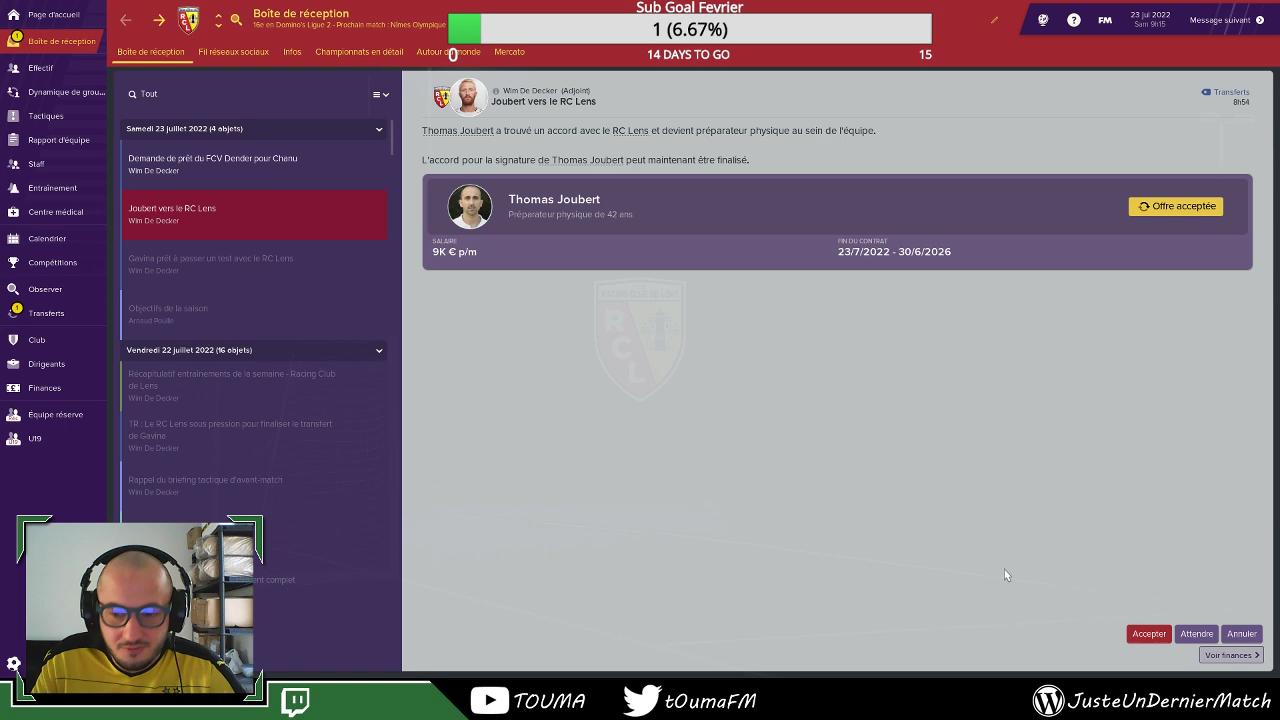 Sub Goal Fevrier
1 (6.67%)
0
14 DAYS TO GO
15
Boîte de réception
16e en Domino's Ligue 2 - Prochain match : Nîmes Olympique
FM
23 jul 2022
Sam 9h15
Message suivant
Boîte de réception
Fil réseaux sociaux
Infos
Championnats en détail
Mercato
Page d'accueil
1
Boîte de réception
Effectif
Dynamique de grou...
Tactiques
Rapport d'équipe
Staff
Entraînement
Centre médical
Calendrier
Compétitions
Observer
1
Transferts
Club
Dirigeants
Finances
Équipe réserve
U19
Tout
Samedi 23 juillet 2022 (4 objets)
Demande de prêt du FCV Dender pour Chanu
Wim De Decker
Joubert vers le RC Lens
Wim De Decker
Gavina prêt à passer un test avec le RC Lens
Wim De Decker
Objectifs de la saison
Arnaud Pouille
Vendredi 22 juillet 2022 (16 objets)
Récapitulatif entraînements de la semaine - Racing Club
de Lens
Wim De Decker
TR : Le RC Lens sous pression pour finaliser le transfert
de Gavina
Wim De Decker
Rappel du briefing tactique d'avant-match
Wim De Decker
complet
Wim De Decker (Adjoint)
Joubert vers le RC Lens
Transferts
8h54
Thomas Joubert a trouvé un accord avec le RC Lens et devient préparateur physique au sein de l'équipe.
L'accord pour la signature de Thomas Joubert peut maintenant être finalisé.
Thomas Joubert
Préparateur physique de 42 ans
Offre acceptée
SALAIRE
9K € p/m
FIN DU CONTRAT
23/7/2022 - 30/6/2026
RCL
Accepter
Attendre
Annuler
Voir finances
TOUMA
tOumaFM
JusteUnDernierMatch